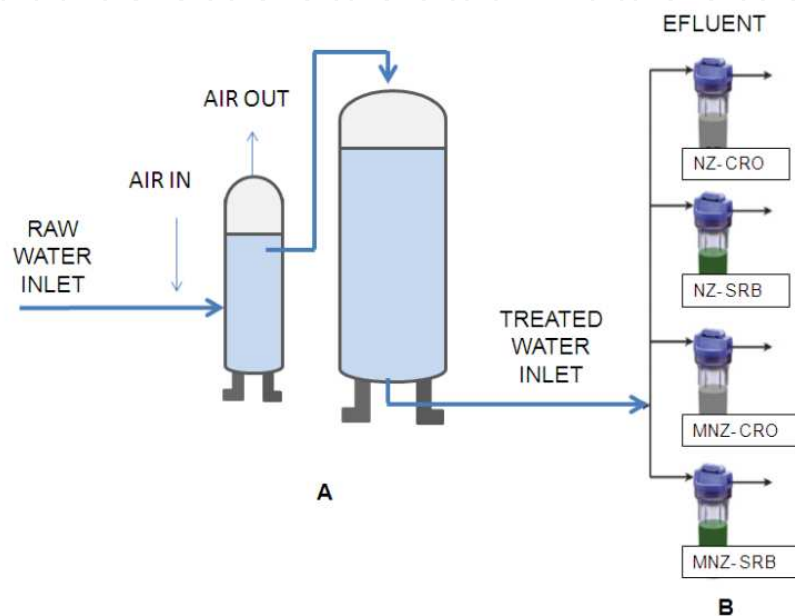 EFLUENT
AIR OUT
AIR IN
RAW
WATER
INLET
NZ-CRO
NZ-SRB
TREATED
WATER
INLET
MNZ-CRO
MNZ-SRB
A
B